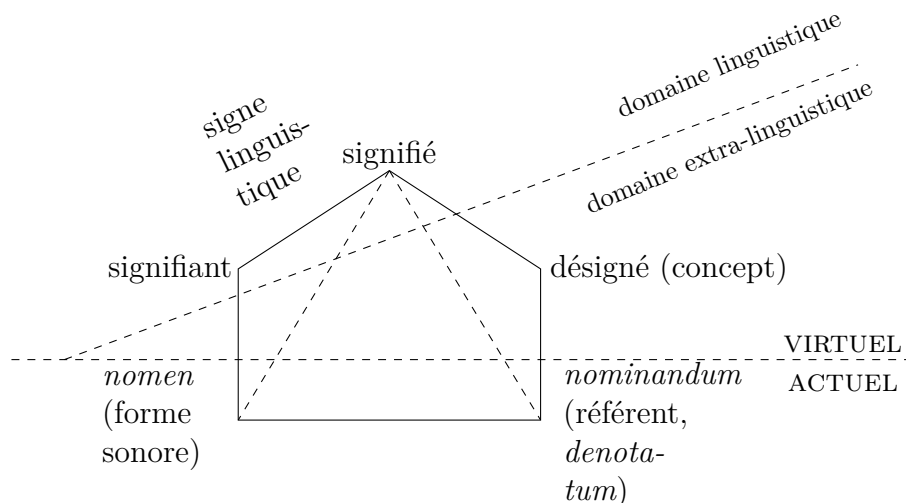 domaine linguistique
domaine extra-linguistique
signe
linguis-
tique
signifié
signifiant
désigné (concept)
VIRTUEL
ACTUEL
nomen
(forme
sonore)
nominandum
(référent,
denota-
tum)